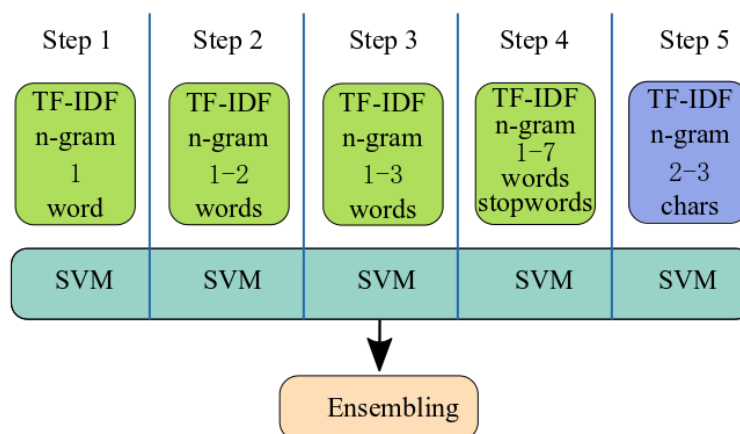 Step 1
Step 2
Step 3
Step 4
Step 5
TF-IDF
n-gram
1
word
TF-IDF
n-gram
1-2
words
TF-IDF
n-gram
1-3
words
TF-IDF
n-gram
1-7
words
stopwords
TF-IDF
n-gram
2-3
chars
SVM
SVM
SVM
SVM
SVM
Ensembling